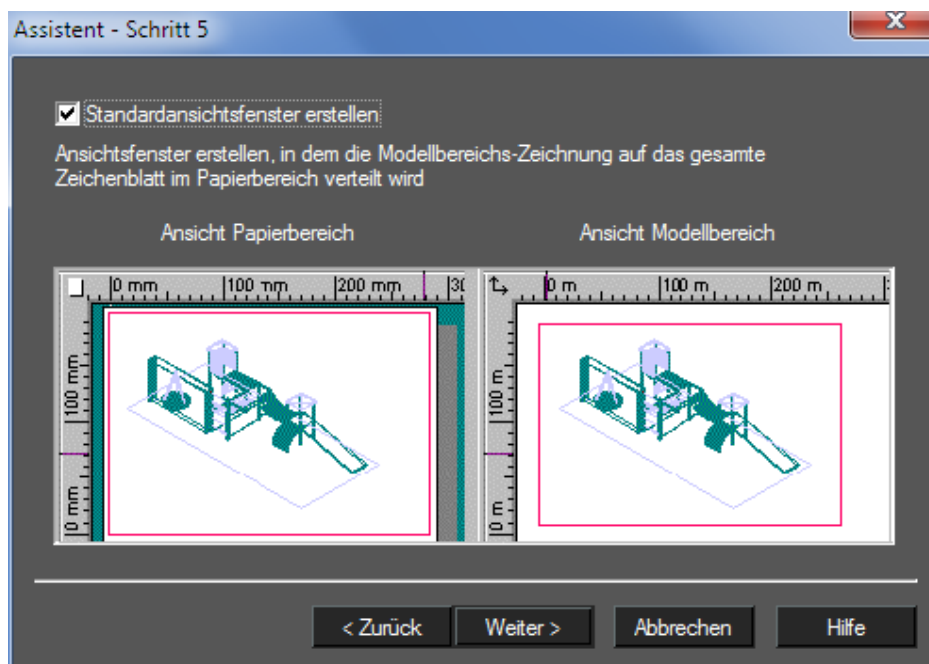 Assistent - Schritt 5
Standardansichtsfenster erstellen
Ansichtsfenster erstellen, in dem die Modellbereichs-Zeichnung auf das gesamte
Zeichenblatt im Papierbereich verteilt wird
Ansicht Papierbereich
Ansicht Modellbereich
0 mm 100 mm 200 mm 30
0 m 100 m 200 m
100 mm
0 mm
100 m
0 m
< Zurück
Weiter >
Abbrechen
Hilfe